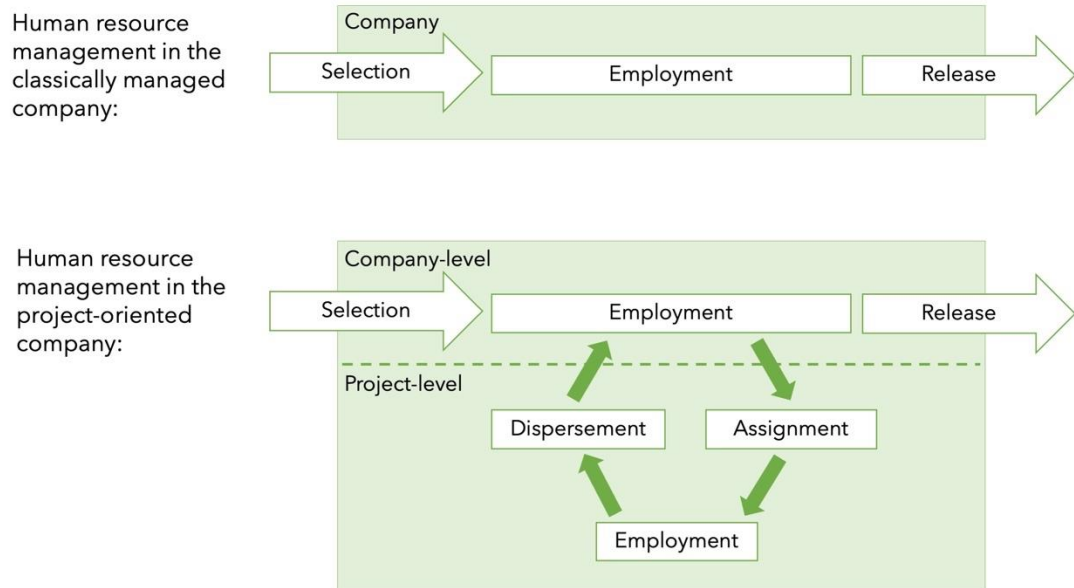 Human resource
management in the
classically managed
company:
Company
Selection
Employment
Release
Human resource
management in the
project-oriented
company:
Company-level
Selection
Employment
Release
Project-level
Dispersement
Assignment
Employment